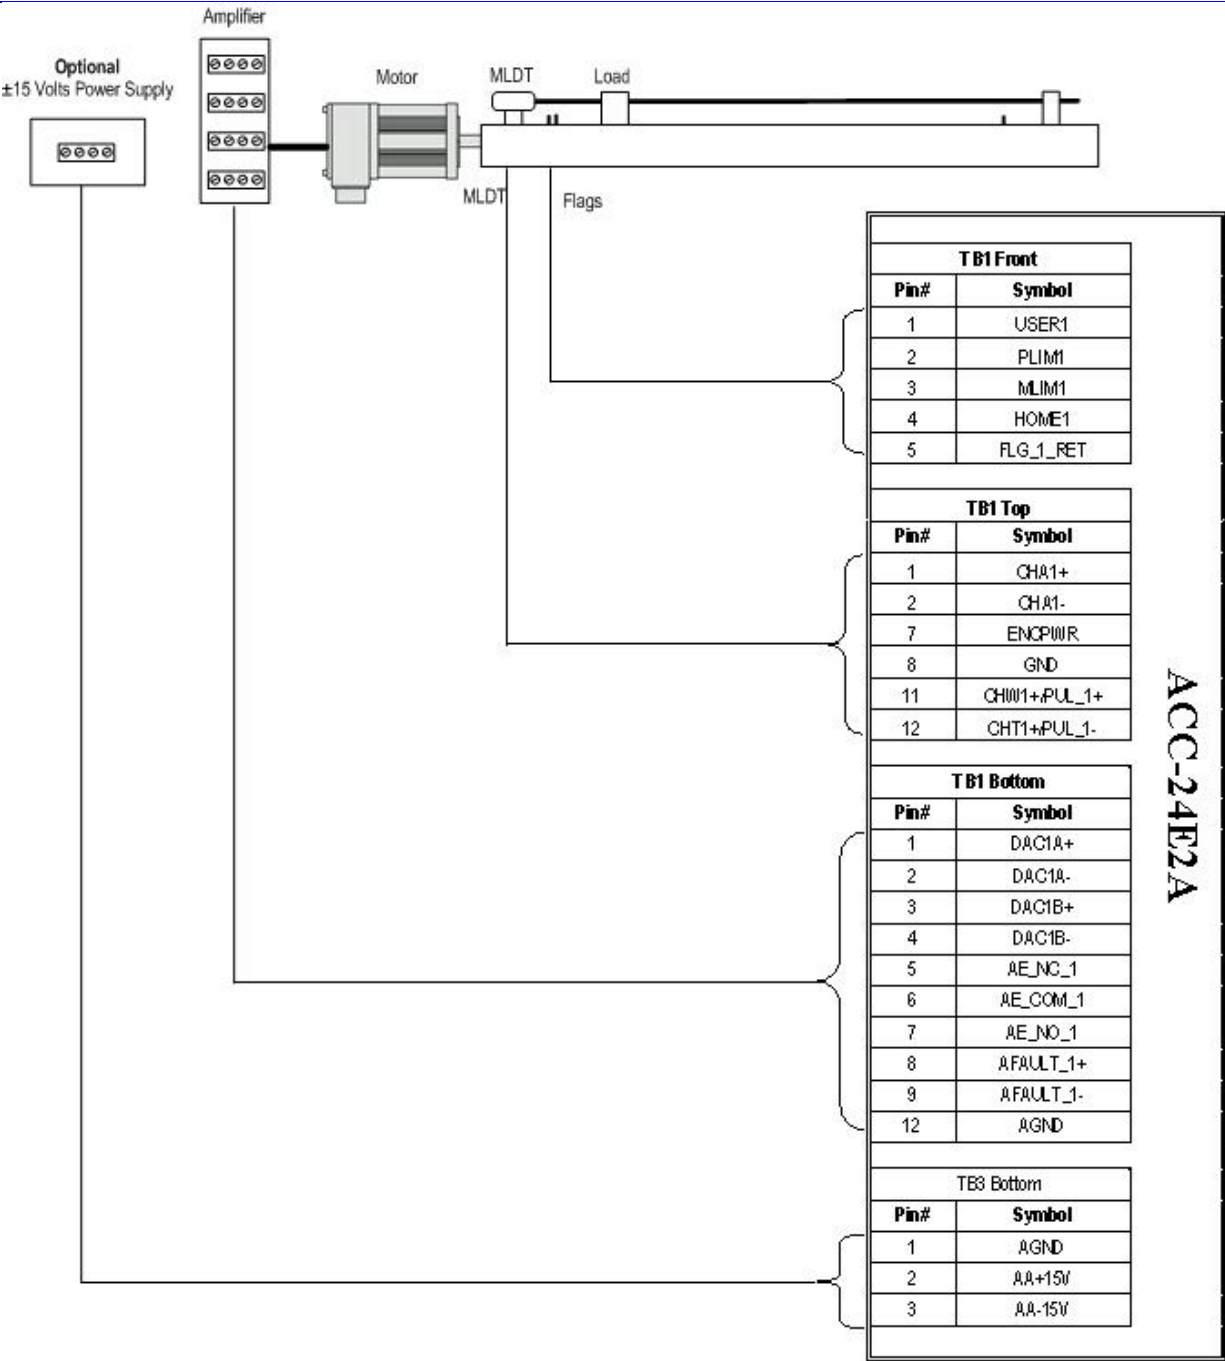 Amplifier
Optional
±15 Volts Power Supply
Motor
MLDT
Load
MLDT
Flags
TB1 Front
Pin# Symbol
1 USER1
2 PLIM1
3 MLIM1
4 HOME1
5 FLG_1_RET
TB1 Top
Pin# Symbol
1 CHA1+
2 CHA1-
7 ENCPWR
8 GND
11 CHW1+/PUL_1+
12 CHT1+/PUL_1-
TB1 Bottom
Pin# Symbol
1 DAC1A+
2 DAC1A-
3 DAC1B+
4 DAC1B-
5 AE_NC_1
6 AE_COM_1
7 AE_NO_1
8 AFAULT_1+
9 AFAULT_1-
12 AGND
TB3 Bottom
Pin# Symbol
1 AGND
2 AA+15V
3 AA-15V
ACC-24E2A